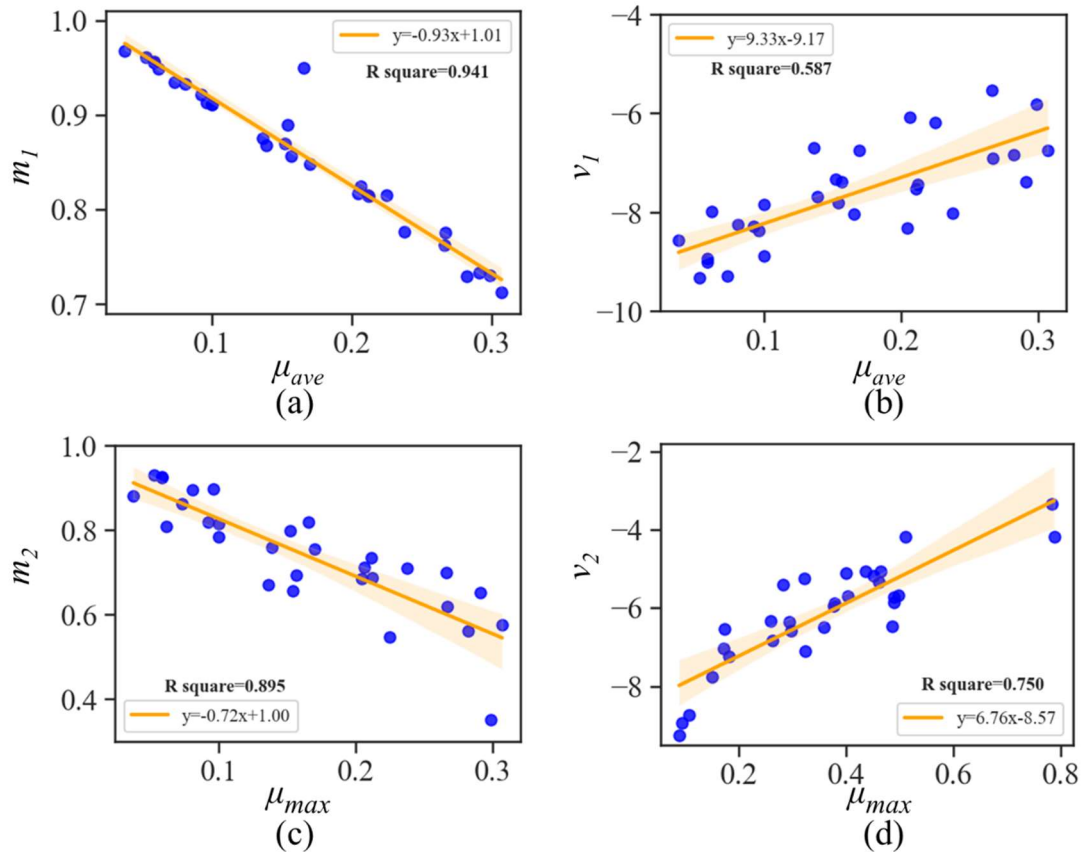 1.0
0.9
0.8
0.7
m1
y=-0.93x+1.01
R square=0.941
0.1
0.2
0.3
μave
(a)
−4
−6
−8
−10
v1
y=9.33x-9.17
R square=0.587
0.1
0.2
0.3
μave
(b)
1.0
0.8
0.6
0.4
m2
R square=0.895
y=-0.72x+1.00
0.1
0.2
0.3
μmax
(c)
−2
−4
−6
−8
v2
R square=0.750
y=6.76x-8.57
0.2
0.4
0.6
0.8
μmax
(d)